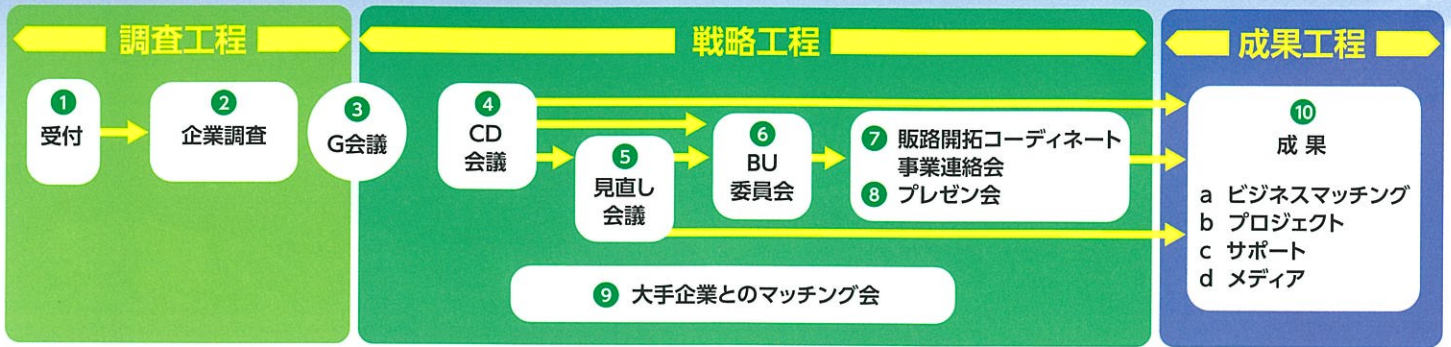 調査工程
戦略工程
成果工程
1
受付
2
企業調査
3
G会議
4
CD
会議
5
見直し
会議
6
BU
委員会
7 販路開拓コーディネート
事業連絡会
8 プレゼン会
9 大手企業とのマッチング会
10
成果
a ビジネスマッチング
b プロジェクト
c サポート
d メディア